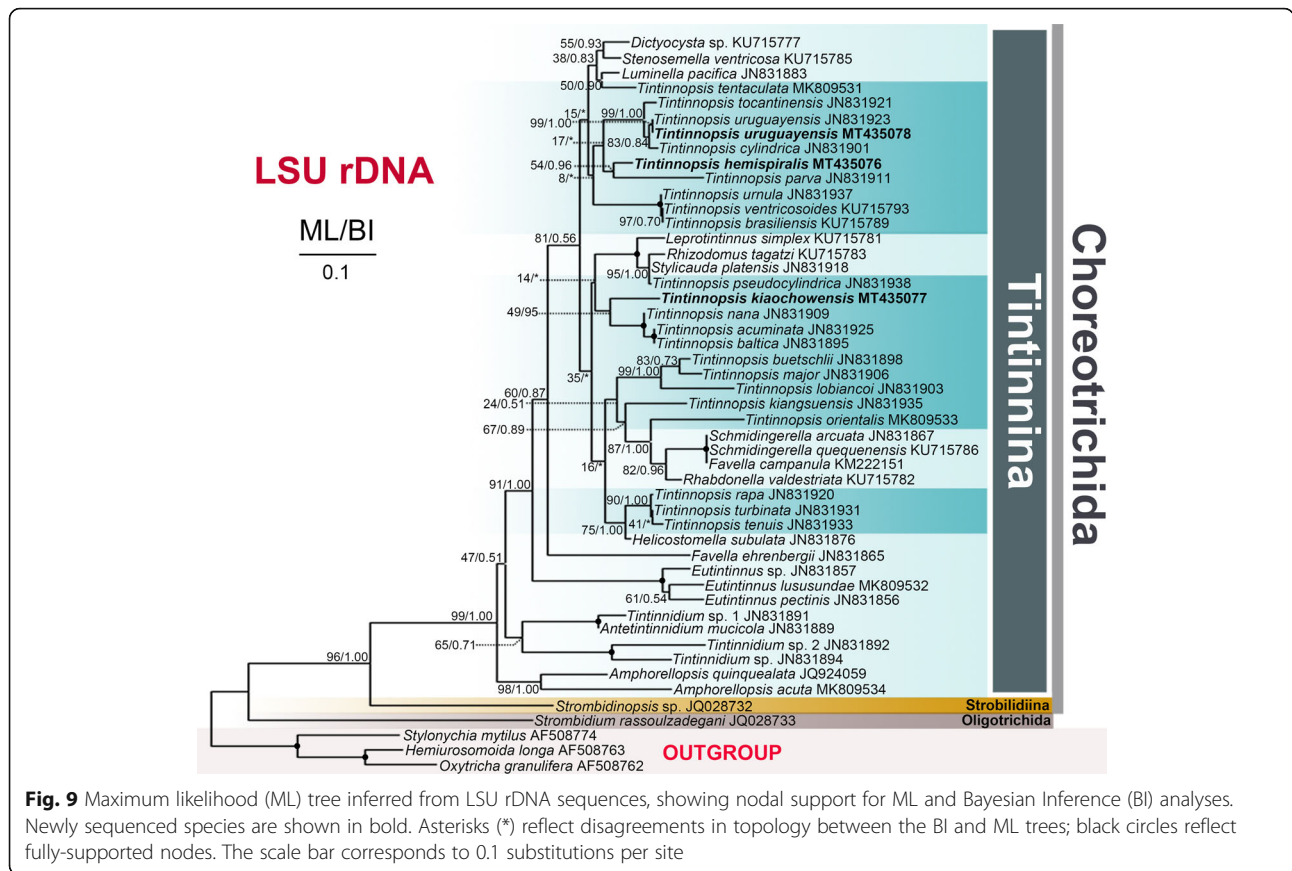 55/0.93
Dictyocysta sp. KU715777
38/0.83
Stenosemella ventricosa KU715785
Luminella pacifica JN831883
50/0.90
Tintinnopsis tentaculata MK809531
Tintinnopsis tocantinensis JN831921
15/*
99/1.00
99/1.00
Tintinnopsis uruguayensis JN831923
Tintinnopsis uruguayensis MT435078
17/*
83/0.84
Tintinnopsis cylindrica JN831901
54/0.96
Tintinnopsis hemispiralis MT435076
8/*
Tintinnopsis parva JN831911
Tintinnopsis urnula JN831937
Tintinnopsis ventricosoides KU715793
97/0.70
Tintinnopsis brasiliensis KU715789
81/0.56
Leprotintinnus simplex KU715781
Rhizodomus tagatzi KU715783
95/1.00
Stylicauda platensis JN831918
14/*
Tintinnopsis pseudocylindrica JN831938
Tintinnopsis kiaochowensis MT435077
49/95
Tintinnopsis nana JN831909
Tintinnopsis acuminata JN831925
Tintinnopsis baltica JN831895
83/0.73
Tintinnopsis buetschlii JN831898
99/1.00
Tintinnopsis major JN831906
35/*
Tintinnopsis lobiancoi JN831903
60/0.87
24/0.51
Tintinnopsis kiangsuensis JN831935
67/0.89
Tintinnopsis orientalis MK809533
Schmidingerella arcuata JN831867
87/1.00
Schmidingerella quequenensis KU715786
Favella campanula KM222151
16/*
82/0.96
Rhabdonella valdestriata KU715782
91/1.00
90/1.00
Tintinnopsis rapa JN831920
Tintinnopsis turbinata JN831931
41/*
Tintinnopsis tenuis JN831933
75/1.00
Helicostomella subulata JN831876
47/0.51
Favella ehrenbergii JN831865
Eutintinnus sp. JN831857
Eutintinnus lususundae MK809532
61/0.54
Eutintinnus pectinis JN831856
99/1.00
Tintinnidium sp. 1 JN831891
Antetintinnidium mucicola JN831889
65/0.71
Tintinnidium sp. 2 JN831892
96/1.00
Tintinnidium sp. JN831894
Amphorellopsis quinquealata JQ924059
98/1.00
Amphorellopsis acuta MK809534
Strombidinopsis sp. JQ028732
Strobilidiina
Strombidium rassoulzadegani JQ028733
Oligotrichida
Stylonychia mytilus AF508774
Hemiurosomoida longa AF508763
Oxytricha granulifera AF508762
OUTGROUP
LSU rDNA
ML/BI
0.1
Tintinnina
Choreotrichida
Fig. 9 Maximum likelihood (ML) tree inferred from LSU rDNA sequences, showing nodal support for ML and Bayesian Inference (BI) analyses.
Newly sequenced species are shown in bold. Asterisks (*) reflect disagreements in topology between the BI and ML trees; black circles reflect
fully-supported nodes. The scale bar corresponds to 0.1 substitutions per site